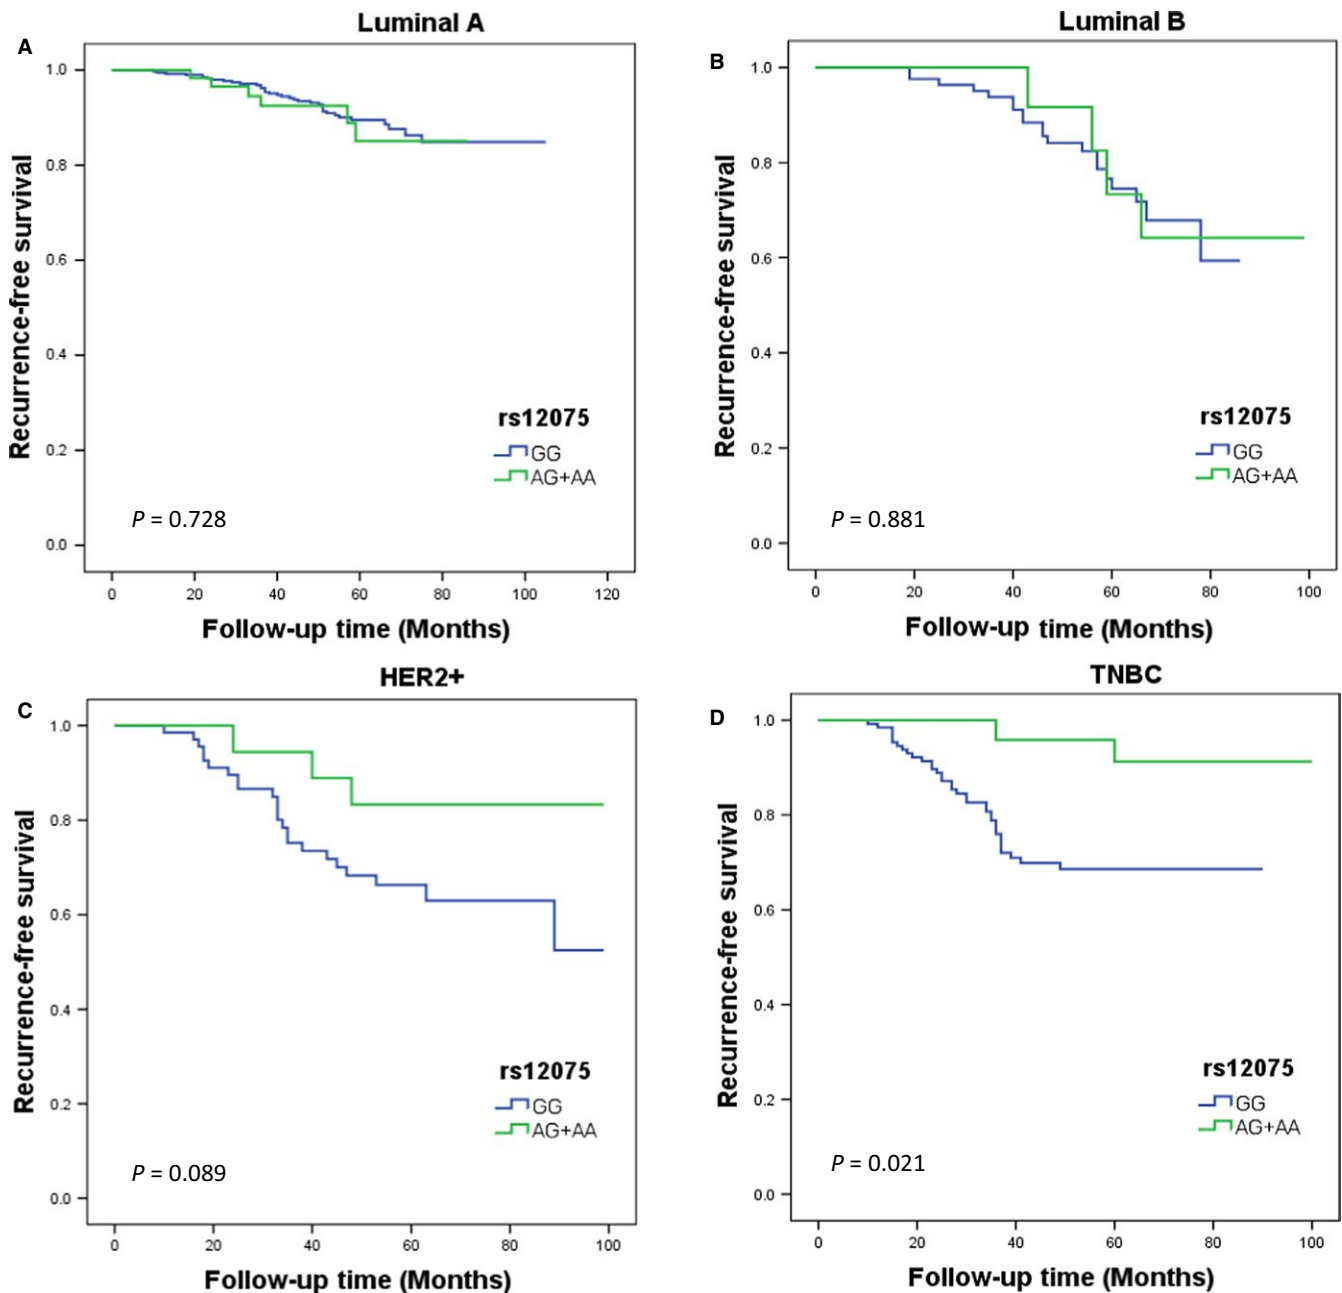 Luminal A
A
Recurrence-free survival
1.0
0.8
0.6
0.4
0.2
0.0
rs12075
GG
AG+AA
P = 0.728
0 20 40 60 80 100 120
Follow-up time (Months)
Luminal B
B
Recurrence-free survival
1.0
0.8
0.6
0.4
0.2
0.0
rs12075
GG
AG+AA
P = 0.881
0 20 40 60 80 100
Follow-up time (Months)
HER2+
C
Recurrence-free survival
1.0
0.8
0.6
0.4
0.2
0.0
rs12075
GG
AG+AA
P = 0.089
0 20 40 60 80 100
Follow-up time (Months)
TNBC
D
Recurrence-free survival
1.0
0.8
0.6
0.4
0.2
0.0
rs12075
GG
AG+AA
P = 0.021
0 20 40 60 80 100
Follow-up time (Months)